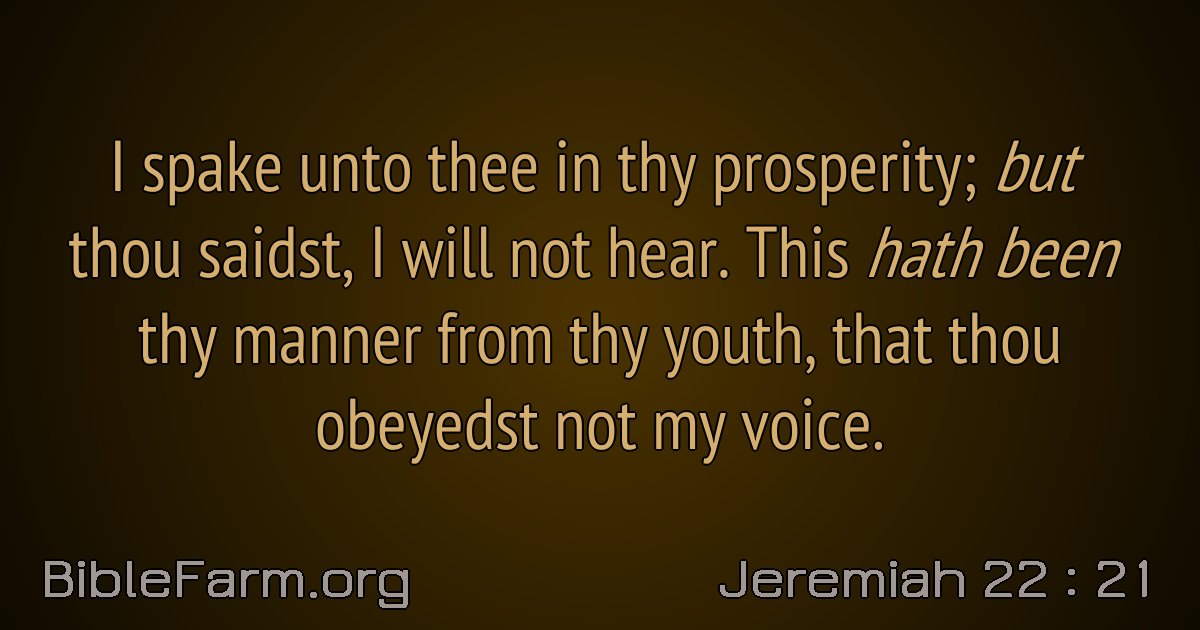 I spake unto thee in thy prosperity; but
thou saidst, I will not hear. This hath been
thy manner from thy youth, that thou
obeyedst not my voice.
BibleFarm.org
Jeremiah 22 : 21